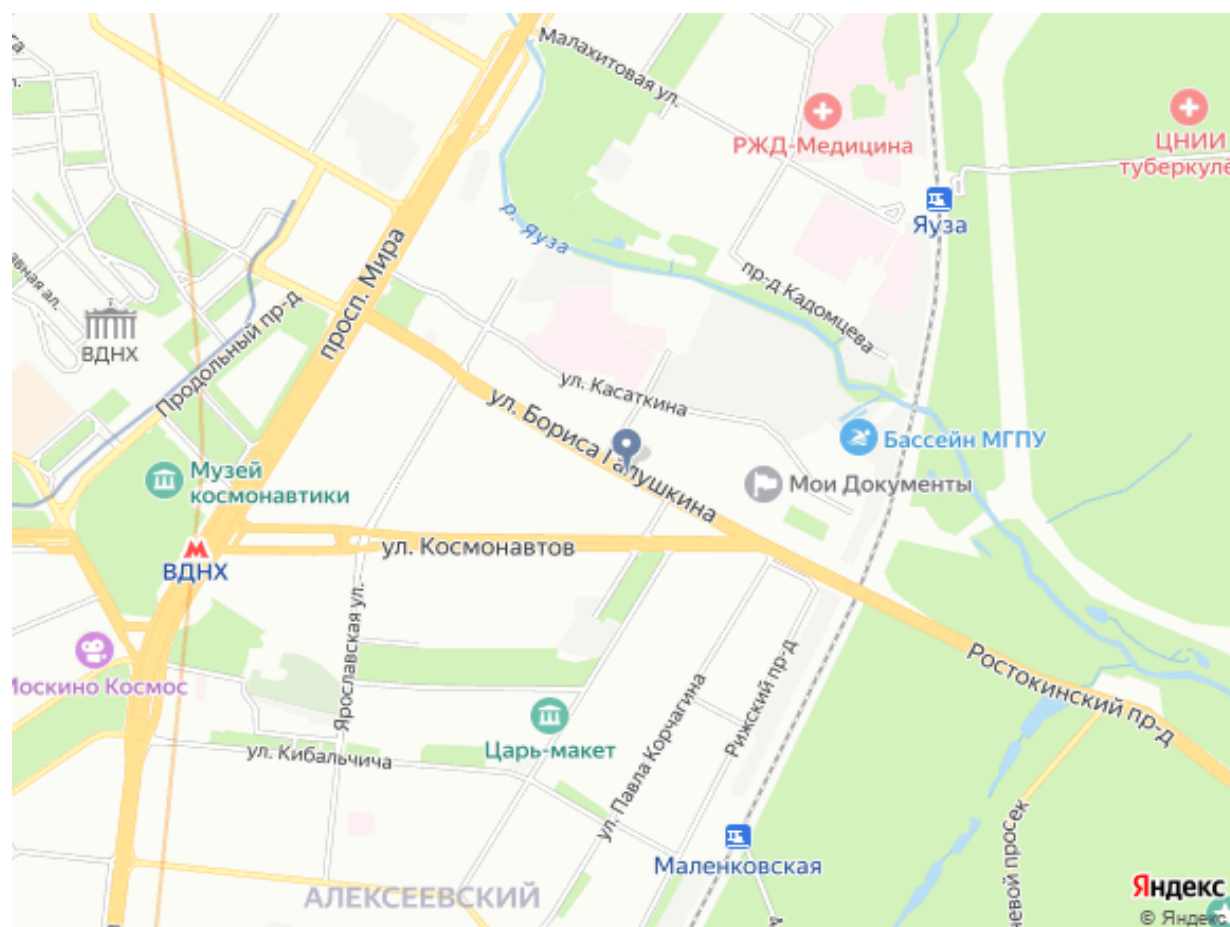 Малахитовая ул.
РЖД-Медицина
ЦНИИ
Яуза
р. Яуза
просп. Мира
пр-д Кадомцева
ВДНХ
Продольный пр-д
ул. Касаткина
ул. Бориса Галушкина
Бассейн МГПУ
Музей
космонавтики
Мои Документы
ул. Космонавтов
ВДНХ
Ярославская ул.
Москино Космос
Ростокинский пр-д
Царь-макет
ул. Кибальчича
ул. Павла Корчагина
Рижский пр-д
Маленковская
АЛЕКСЕЕВСКИЙ
Яндекс
© Яндекс